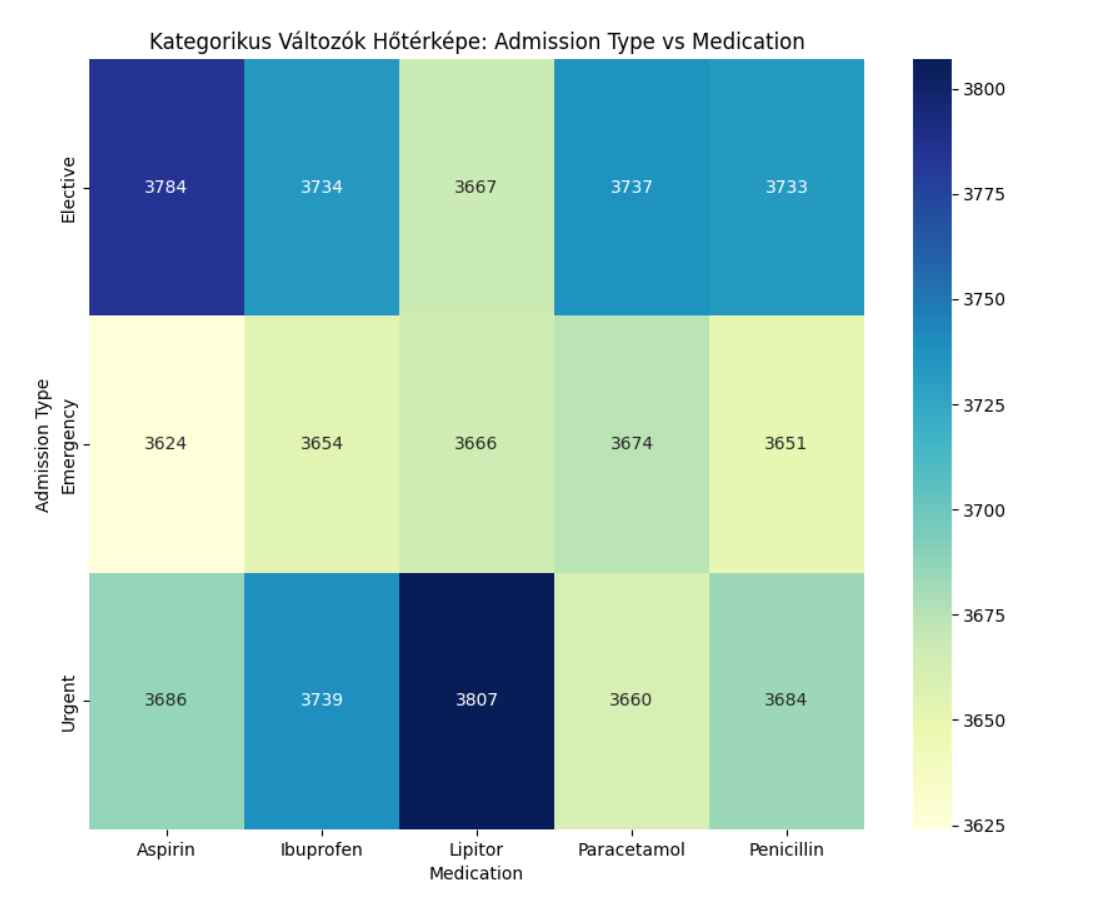 Kategorikus Változók Hőtérképe: Admission Type vs Medication
Admission Type
Elective
3784 3734 3667 3737 3733
Emergency
3624 3654 3666 3674 3651
Urgent
3686 3739 3807 3660 3684
Aspirin Ibuprofen Lipitor Paracetamol Penicillin
Medication
3800
3775
3750
3725
3700
3675
3650
3625